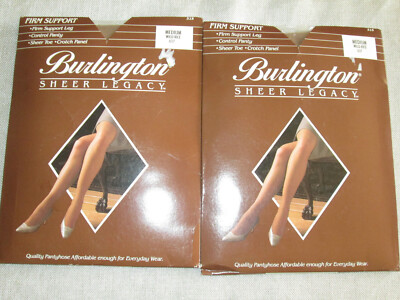 FIRM SUPPORT
• Firm Support Leg
• Control Panty
• Sheer Toe • Crotch Panel
MEDIUM
Burlington
SHEER LEGACY
Quality Pantyhose Affordable enough for Everyday Wear.
FIRM SUPPORT
• Firm Support Leg
• Control Panty
• Sheer Toe • Crotch Panel
MEDIUM
Burlington
SHEER LEGACY
Quality Pantyhose Affordable enough for Everyday Wear.